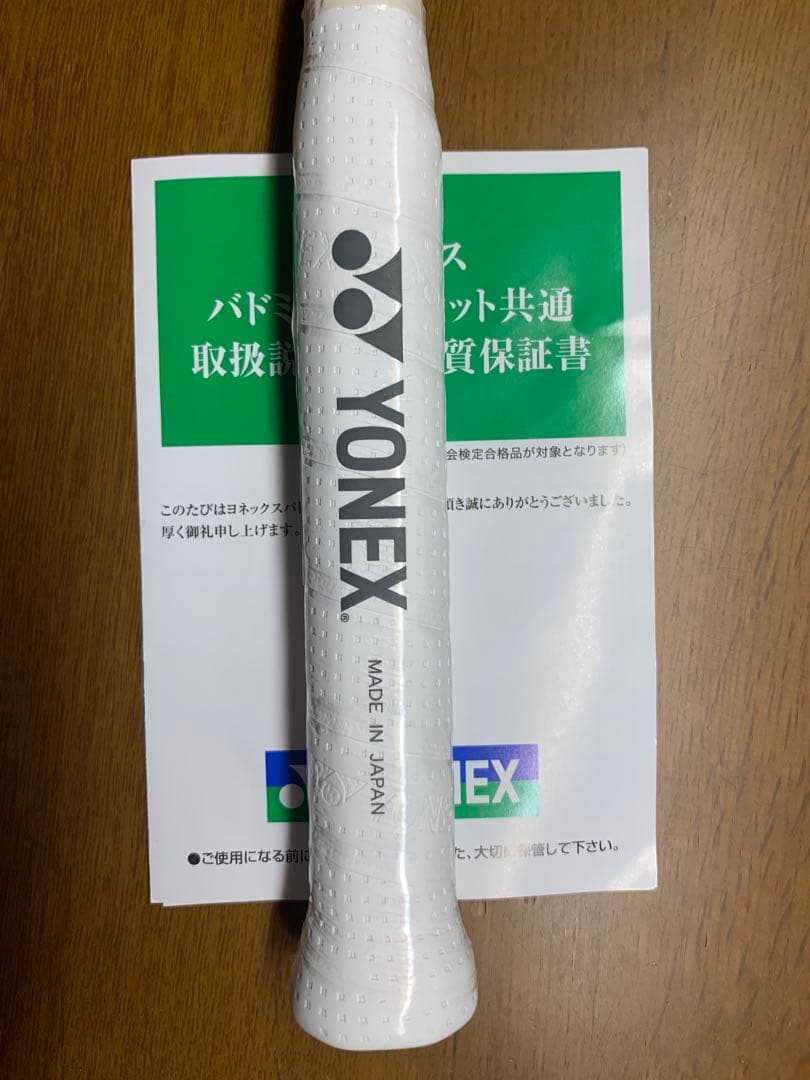 ス
バドミ ット共通
取扱説 質保証書
会検定合格品が対象となります)
このたびはヨネックスバド 頂き誠にありがとうございました。
厚く御礼申し上げます。
YONEX®
MADE IN JAPAN
NEX
●ご使用になる前に た、大切に保管して下さい。